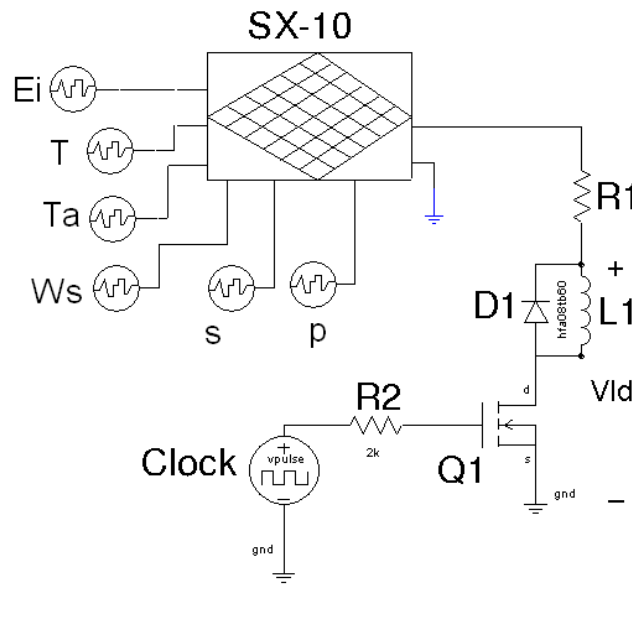 SX-10
Ei
T
Ta
Ws
s
p
R1
+
D1
hfa08tb60
L1
d
Vld
R2
2k
Clock
+
vpulse
−
Q1
s
gnd
−
gnd